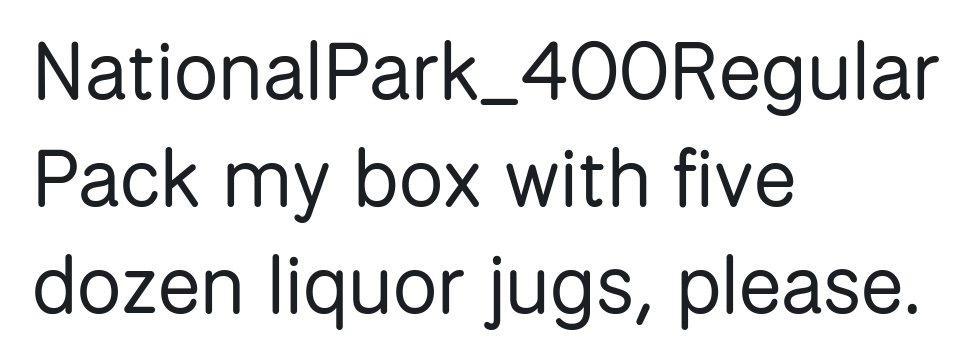 NationalPark_400Regular
Pack my box with five
dozen liquor jugs, please.